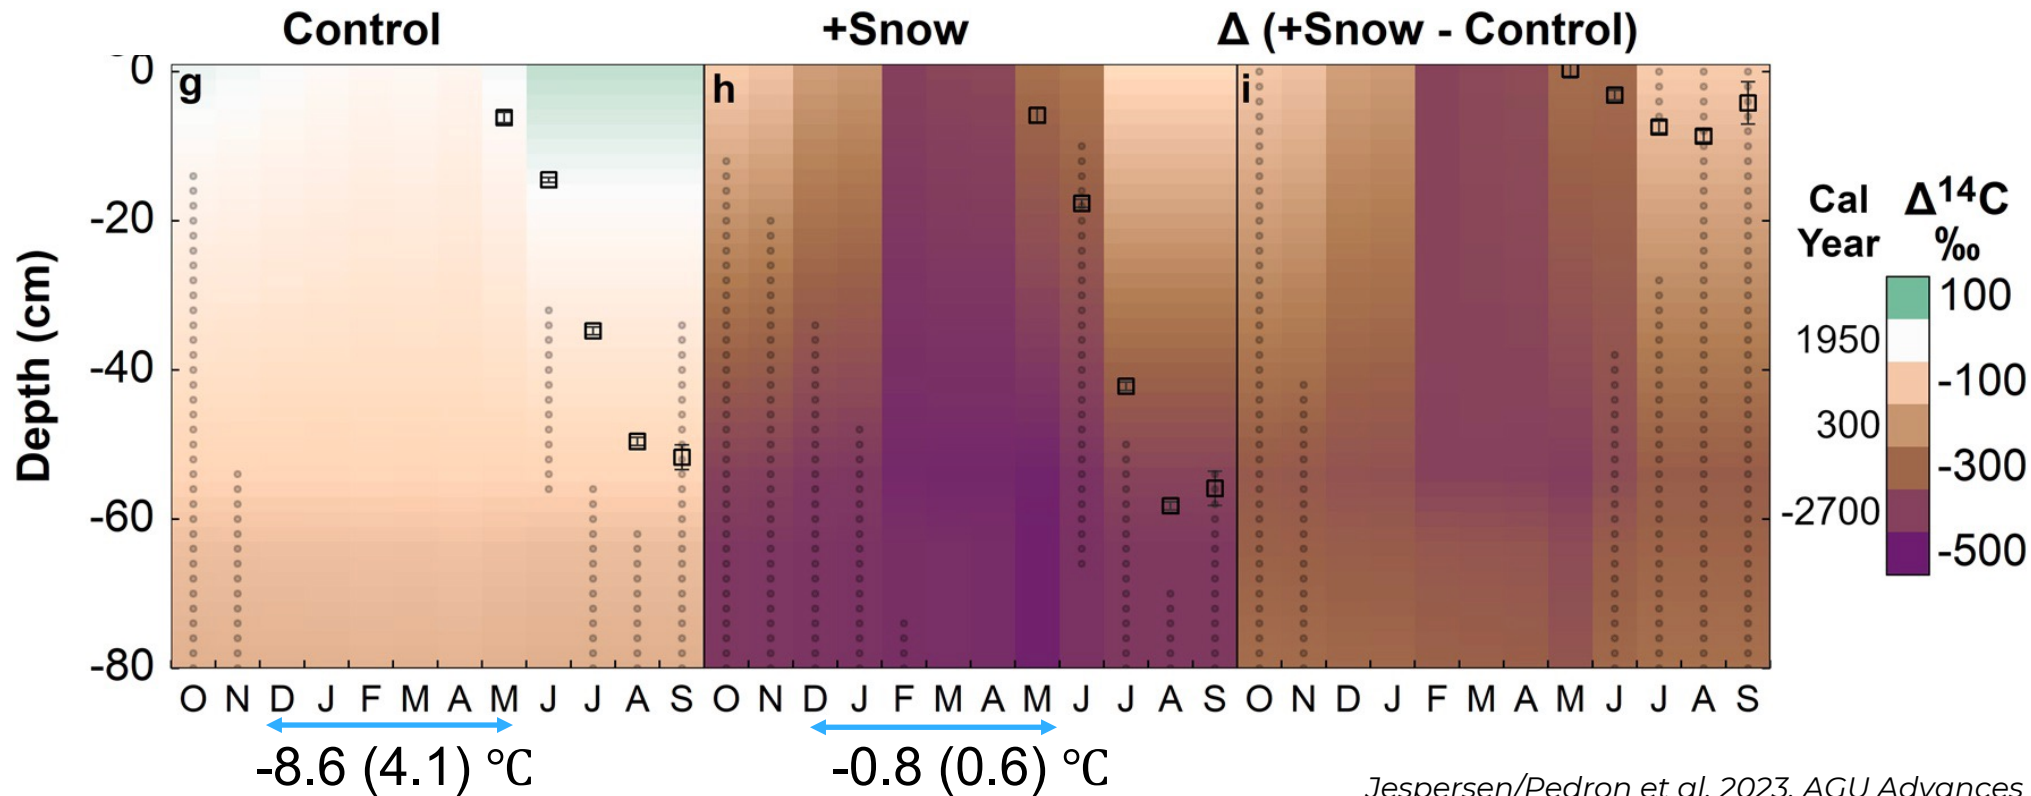 Control +Snow Δ (+Snow - Control)
g h i
Depth (cm)
0
-20
-40
-60
-80
O N D J F M A M J J A S O N D J F M A M J J A S O N D J F M A M J J A S
-8.6 (4.1) °C -0.8 (0.6) °C
Cal Year Δ¹⁴C ‰
100
1950
-100
300
-300
-2700
-500
Jespersen/Pedron et al. 2023, AGU Advances